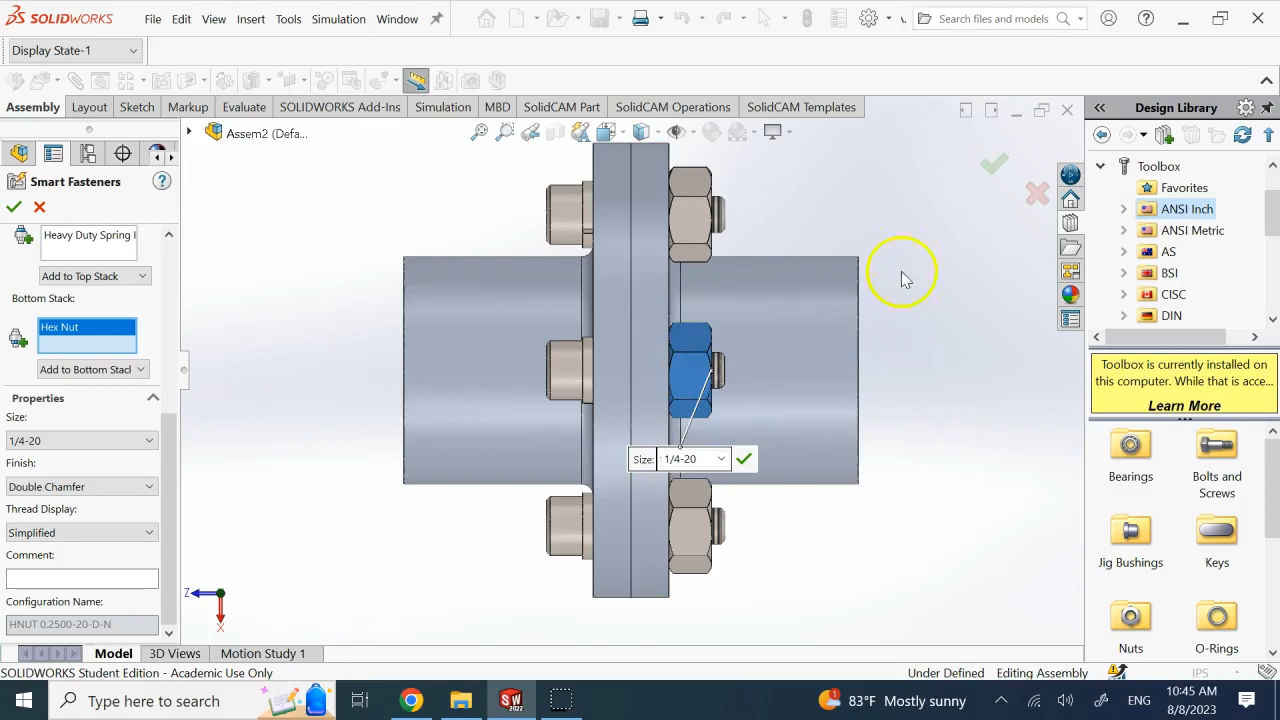 SOLIDWORKS File Edit View Insert Tools Simulation Window Search files and models
Display State-1
Assembly Layout Sketch Markup Evaluate SOLIDWORKS Add-Ins Simulation MBD SolidCAM Part SolidCAM Operations SolidCAM Templates
Design Library
Assem2 (Defa...
Smart Fasteners
Heavy Duty Spring
Add to Top Stack
Bottom Stack:
Hex Nut
Add to Bottom Stacl
Properties
Size:
1/4-20
Finish:
Double Chamfer
Thread Display:
Simplified
Comment:
Configuration Name:
HNUT 0.2500-20-D-N
Size: 1/4-20
Z
X
Toolbox
Favorites
ANSI Inch
ANSI Metric
AS
BSI
CISC
DIN
Toolbox is currently installed on
this computer. While that is acce...
Learn More
Bearings
Bolts and
Screws
Jig Bushings
Keys
Nuts
O-Rings
Model 3D Views Motion Study 1
SOLIDWORKS Student Edition - Academic Use Only Under Defined Editing Assembly IPS
Type here to search
SW
2022
83°F Mostly sunny
ENG
10:45 AM
8/8/2023